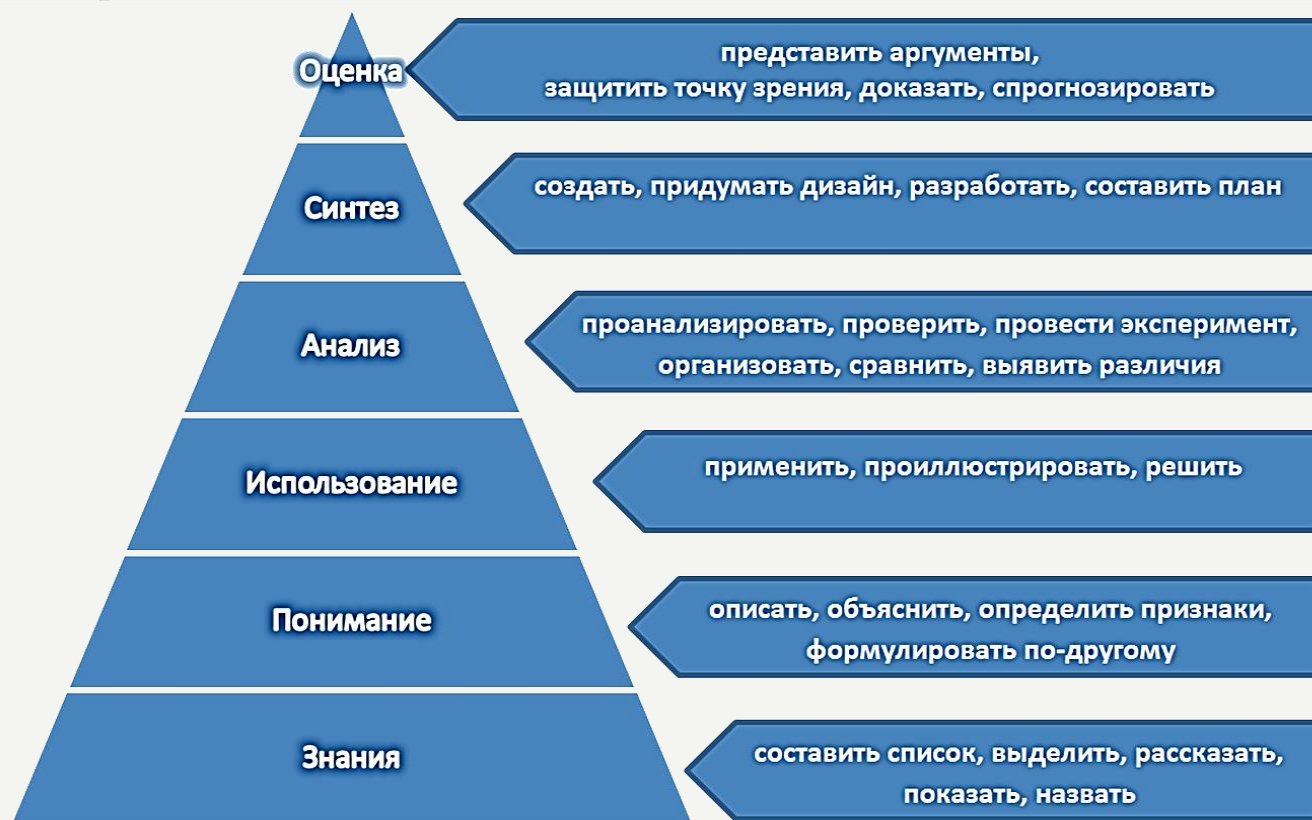 Оценка
представить аргументы,
защитить точку зрения, доказать, спрогнозировать
Синтез
создать, придумать дизайн, разработать, составить план
Анализ
проанализировать, проверить, провести эксперимент,
организовать, сравнить, выявить различия
Использование
применить, проиллюстрировать, решить
Понимание
описать, объяснить, определить признаки,
формулировать по-другому
Знания
составить список, выделить, рассказать,
показать, назвать